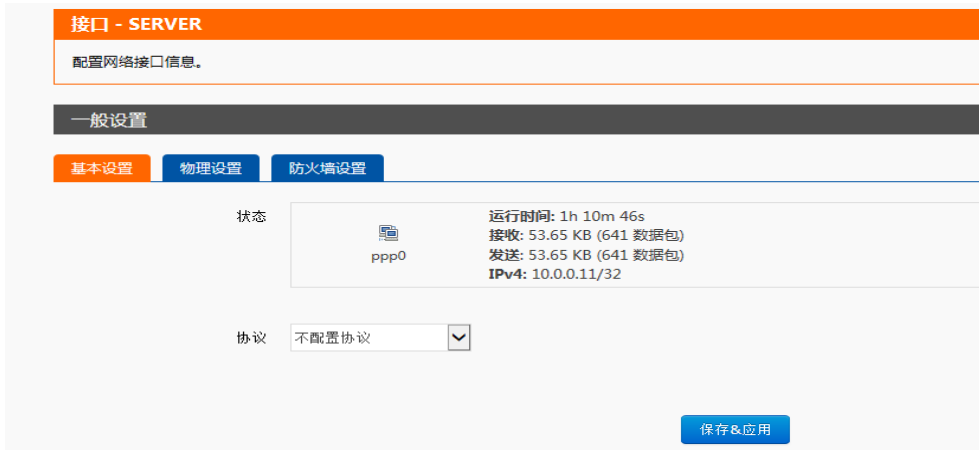 接口 - SERVER
配置网络接口信息。
一般设置
基本设置 物理设置 防火墙设置
状态
ppp0
运行时间: 1h 10m 46s
接收: 53.65 KB (641 数据包)
发送: 53.65 KB (641 数据包)
IPv4: 10.0.0.11/32
协议 不配置协议
保存&应用